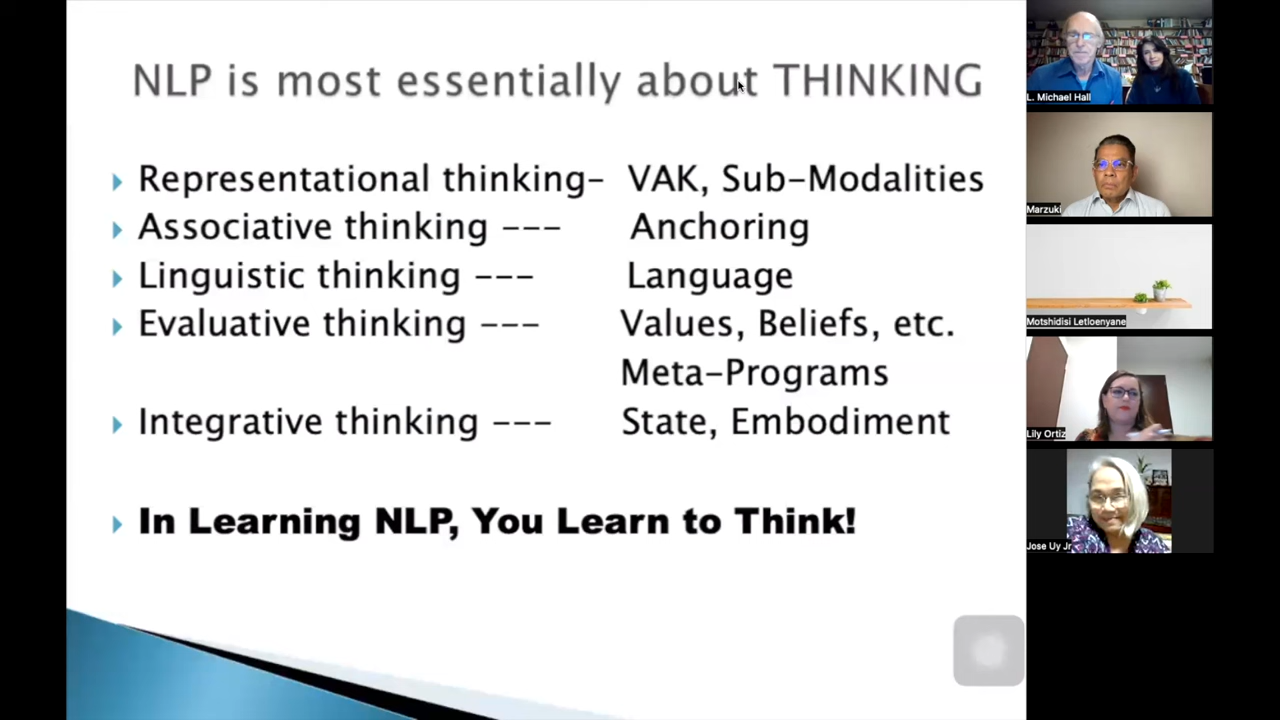 NLP is most essentially about THINKING
Representational thinking- VAK, Sub-Modalities
Associative thinking --- Anchoring
Linguistic thinking --- Language
Evaluative thinking --- Values, Beliefs, etc.
Meta-Programs
Integrative thinking --- State, Embodiment
In Learning NLP, You Learn to Think!
L. Michael Hall
Marzuki
Motshidisi Letloenyane
Lily Ortiz
Jose Uy Jr